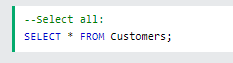 --Select all:
SELECT * FROM Customers;